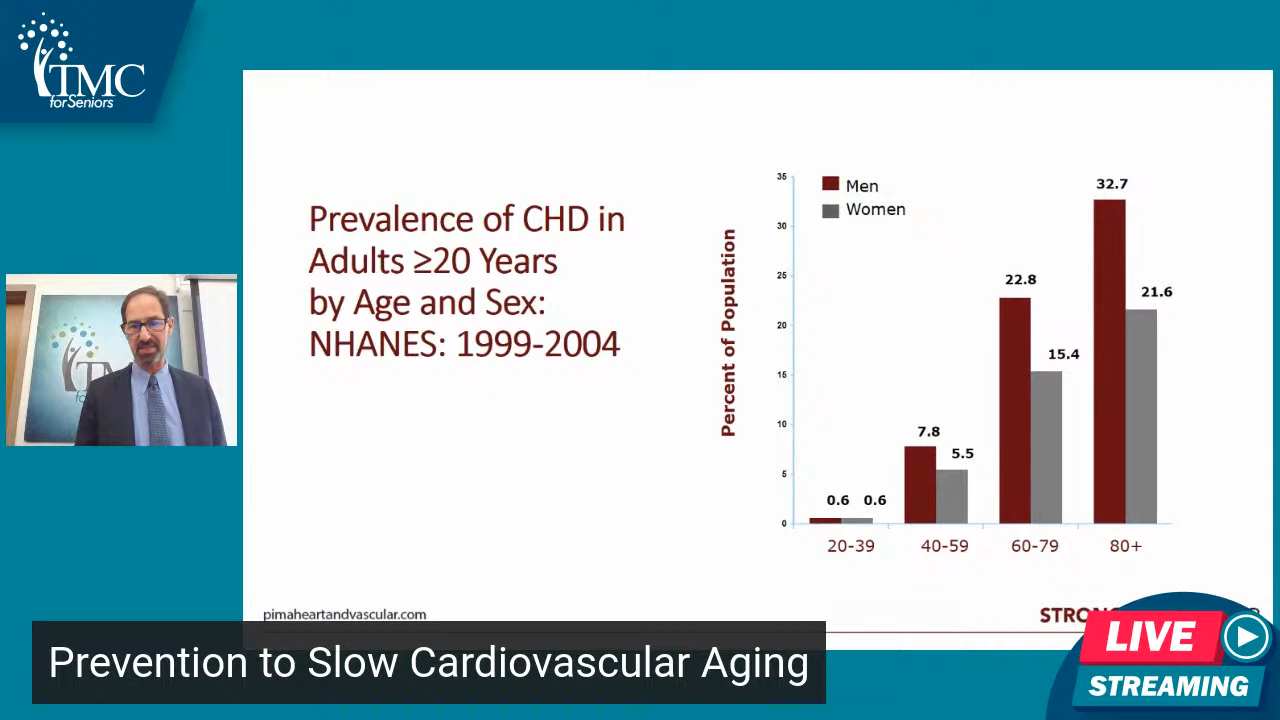 TMC
for Seniors
Prevalence of CHD in
Adults ≥20 Years
by Age and Sex:
NHANES: 1999-2004
Men
Women
Percent of Population
35
30
25
20
15
10
5
0
0.6
0.6
7.8
5.5
22.8
15.4
32.7
21.6
20-39
40-59
60-79
80+
pimaheartandvascular.com
Prevention to Slow Cardiovascular Aging
LIVE
STREAMING